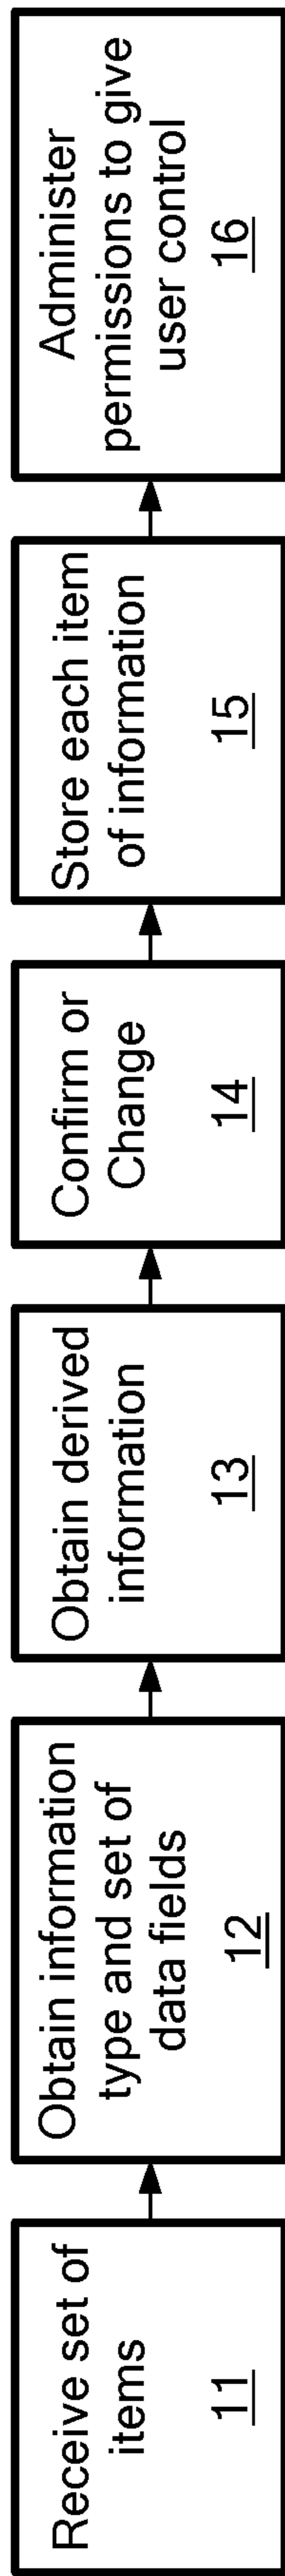 Receive set of
items
11
Obtain information
type and set of
data fields
12
Obtain derived
information
13
Confirm or
Change
14
Store each item
of information
15
Administer
permissions to give
user control
16